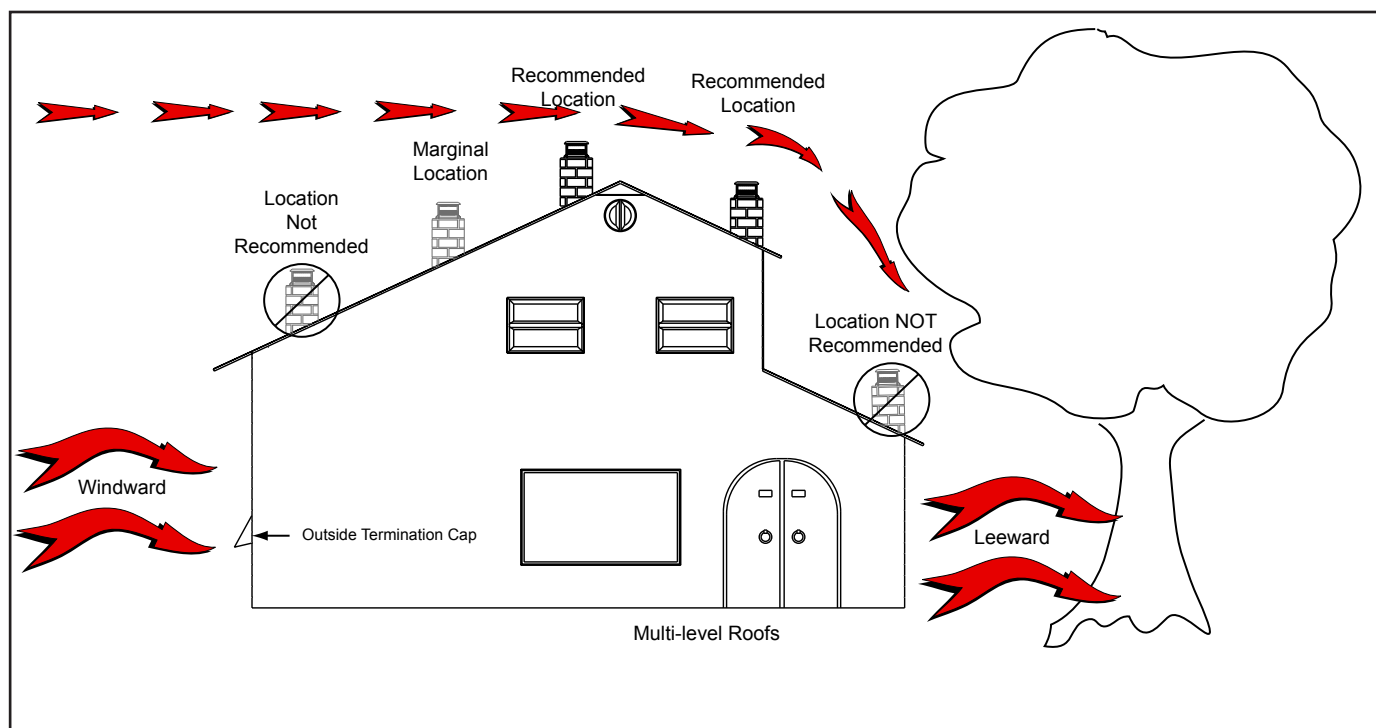 Recommended
Location
Recommended
Location
Marginal
Location
Location
Not
Recommended
Location NOT
Recommended
Windward
Outside Termination Cap
Leeward
Multi-level Roofs